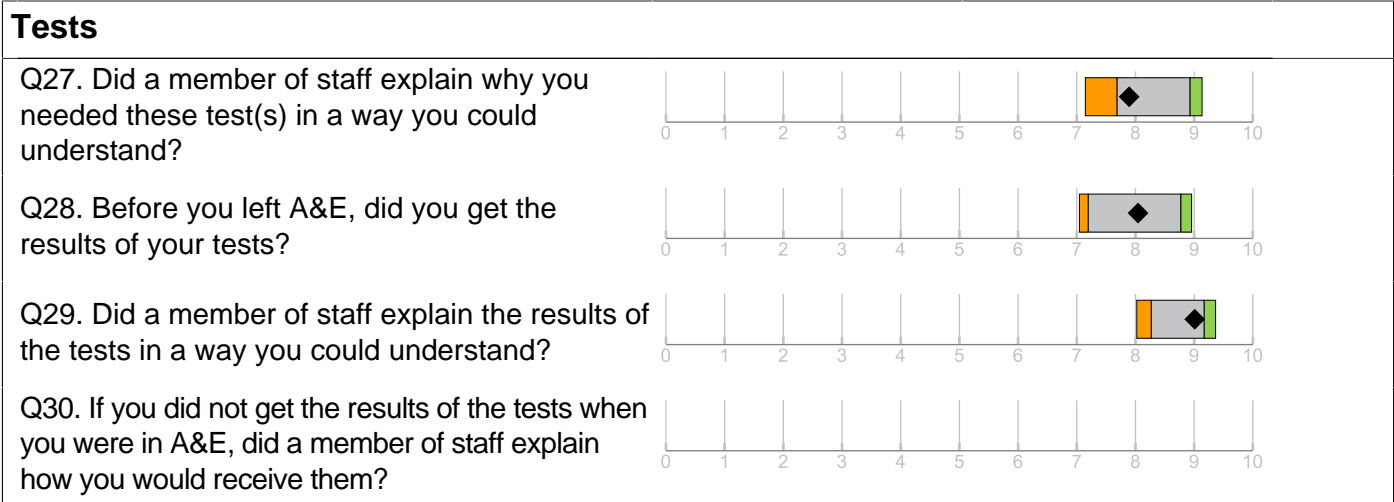 Tests
Q27. Did a member of staff explain why you
needed these test(s) in a way you could
understand?
0 1 2 3 4 5 6 7 8 9 10
Q28. Before you left A&E, did you get the
results of your tests?
0 1 2 3 4 5 6 7 8 9 10
Q29. Did a member of staff explain the results of
the tests in a way you could understand?
0 1 2 3 4 5 6 7 8 9 10
Q30. If you did not get the results of the tests when
you were in A&E, did a member of staff explain
how you would receive them?
0 1 2 3 4 5 6 7 8 9 10